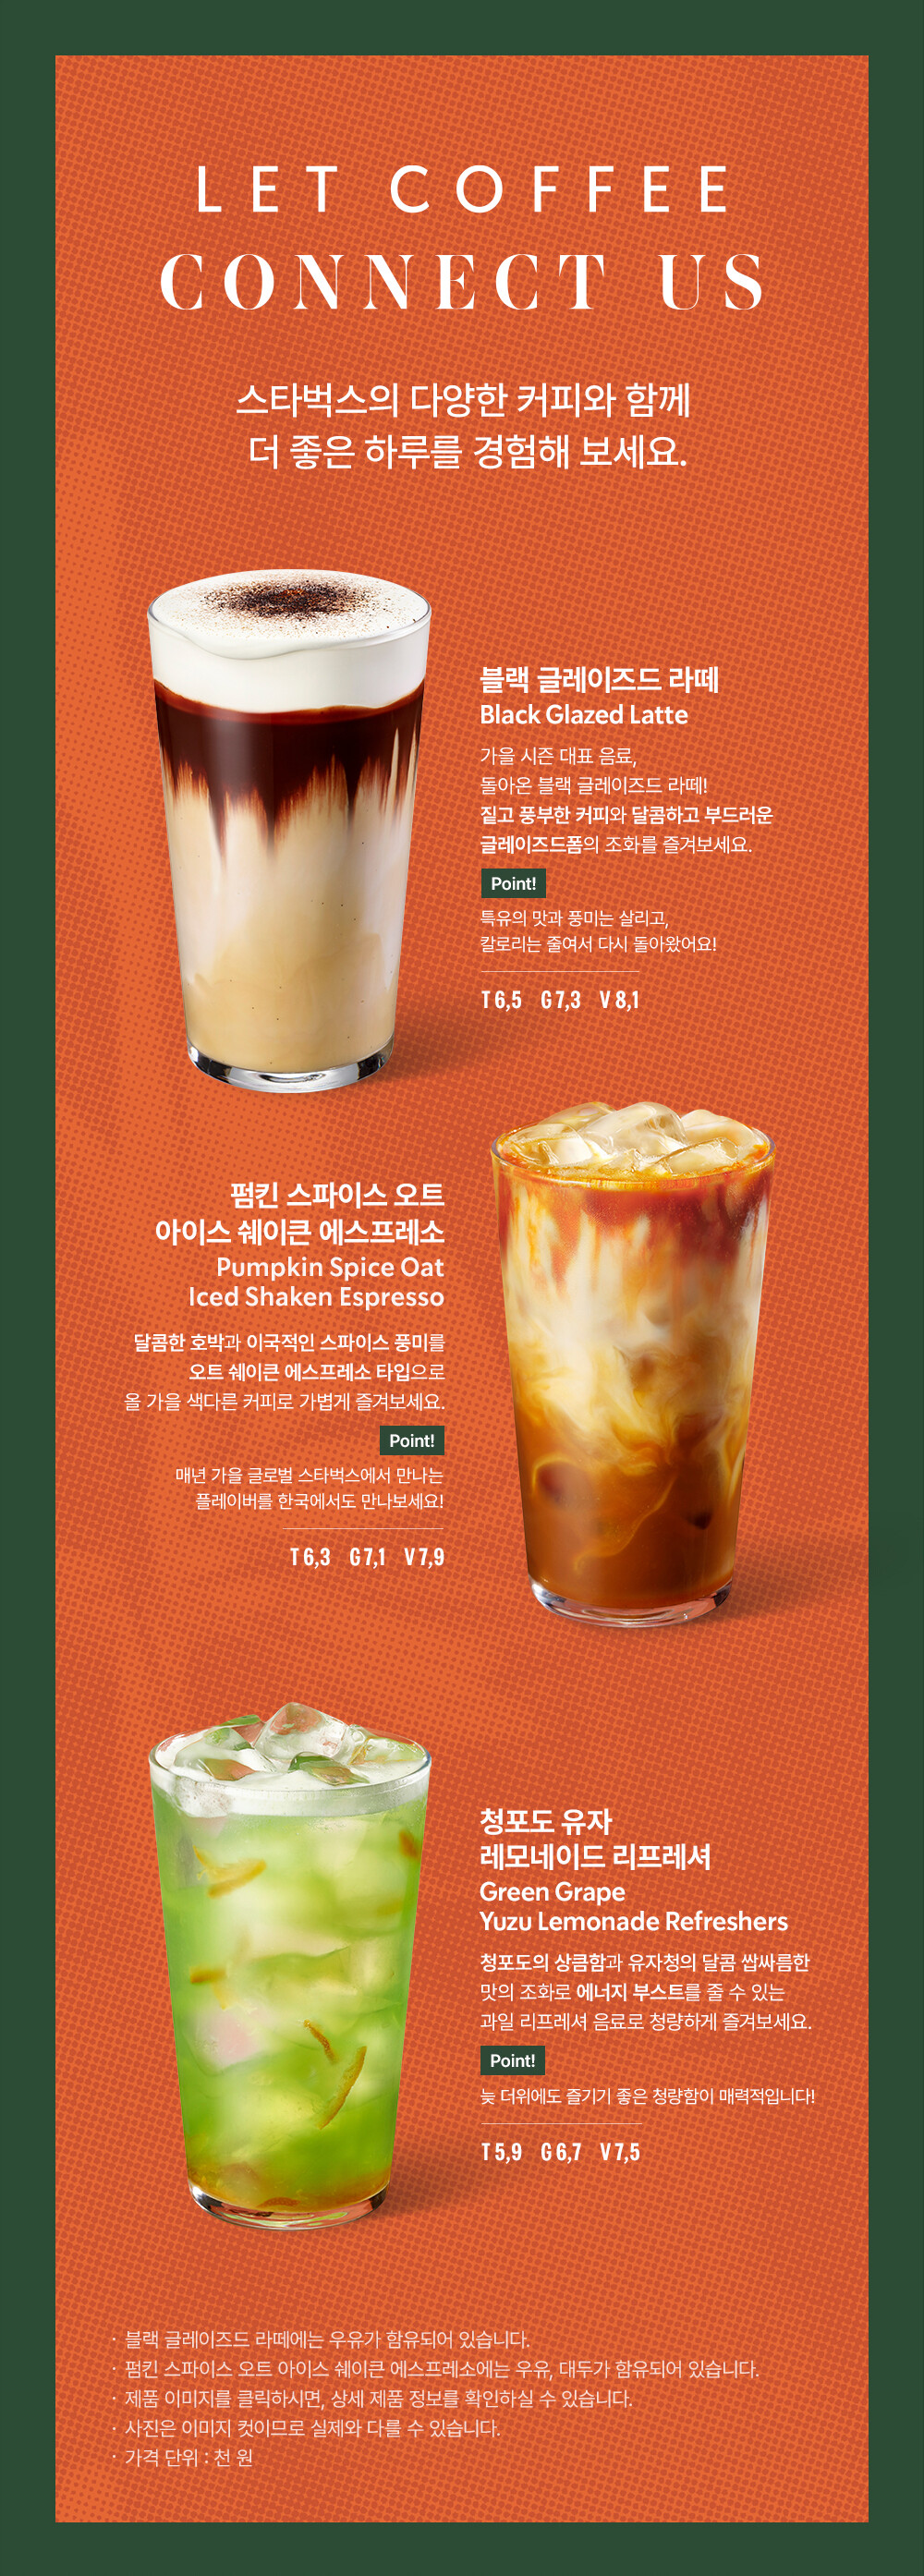 LET COFFEE
CONNECT US
스타벅스의 다양한 커피와 함께
더 좋은 하루를 경험해 보세요.
블랙 글레이즈드 라떼
Black Glazed Latte
가을 시즌 대표 음료,
돌아온 블랙 글레이즈드 라떼!
짙고 풍부한 커피와 달콤하고 부드러운
글레이즈드폼의 조화를 즐겨보세요.
Point!
특유의 맛과 풍미는 살리고,
칼로리는 줄여서 다시 돌아왔어요!
T 6,5 G 7,3 V 8,1
펌킨 스파이스 오트
아이스 쉐이큰 에스프레소
Pumpkin Spice Oat
Iced Shaken Espresso
달콤한 호박과 이국적인 스파이스 풍미를
오트 쉐이큰 에스프레소 타입으로
올 가을 색다른 커피로 가볍게 즐겨보세요.
Point!
매년 가을 글로벌 스타벅스에서 만나는
플레이버를 한국에서도 만나보세요!
T 6,3 G 7,1 V 7,9
청포도 유자
레모네이드 리프레셔
Green Grape
Yuzu Lemonade Refreshers
청포도의 상큼함과 유자청의 달콤 쌉싸름한
맛의 조화로 에너지 부스트를 줄 수 있는
과일 리프레셔 음료로 청량하게 즐겨보세요.
Point!
늦 더위에도 즐기기 좋은 청량함이 매력적입니다!
T 5,9 G 6,7 V 7,5
· 블랙 글레이즈드 라떼에는 우유가 함유되어 있습니다.
· 펌킨 스파이스 오트 아이스 쉐이큰 에스프레소에는 우유, 대두가 함유되어 있습니다.
· 제품 이미지를 클릭하시면, 상세 제품 정보를 확인하실 수 있습니다.
· 사진은 이미지 컷이므로 실제와 다를 수 있습니다.
· 가격 단위 : 천 원